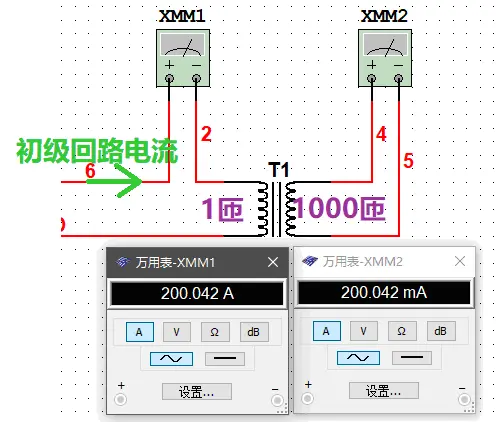 XMM1
XMM2
初级回路电流
6
2
4
5
T1
1匝
1000匝
万用表-XMM1
200.042 A
A V Ω dB
设置...
+ −
万用表-XMM2
200.042 mA
A V Ω dB
设置...
+ −